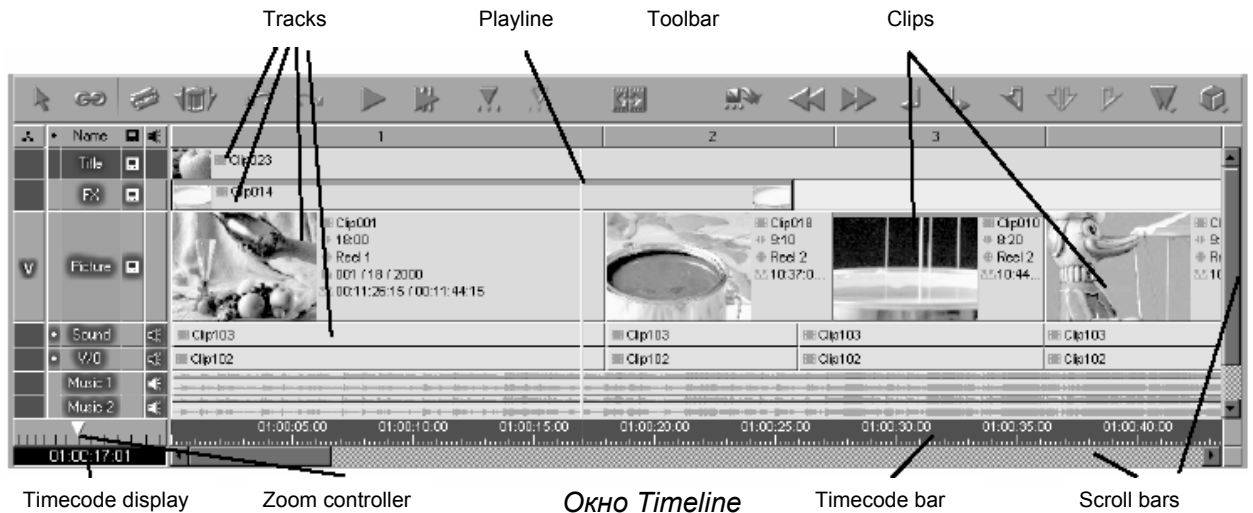 Tracks Playline Toolbar Clips
Name 1 2 3
Title Clip023
FX Clip014
Clip001 Clip018 Clip010
18:00 9:10 8:20
Reel 1 Reel 2 Reel 2
001 / 18 / 2000 10:37:0... 10:44...
00:11:26:15 / 00:11:44:15
V Picture
Sound Clip103 Clip103 Clip103 Clip103
V/O Clip102 Clip102 Clip102 Clip102
Music 1
Music 2
01:00:05:00 01:00:10:00 01:00:15:00 01:00:20:00 01:00:25:00 01:00:30:00 01:00:35:00 01:00:40:00
01:00:17:01
Timecode display Zoom controller Окно Timeline Timecode bar Scroll bars